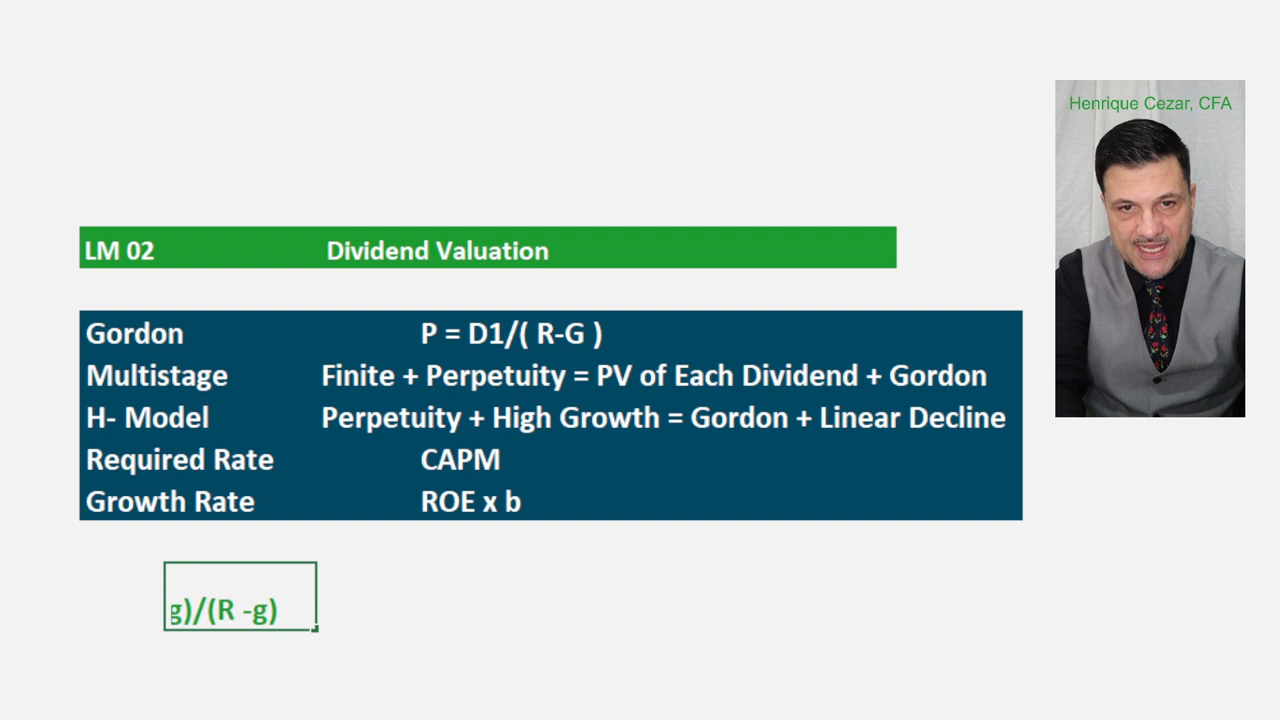 Henrique Cezar, CFA
LM 02 Dividend Valuation
Gordon P = D1/( R-G )
Multistage Finite + Perpetuity = PV of Each Dividend + Gordon
H- Model Perpetuity + High Growth = Gordon + Linear Decline
Required Rate CAPM
Growth Rate ROE x b
g)/(R -g)